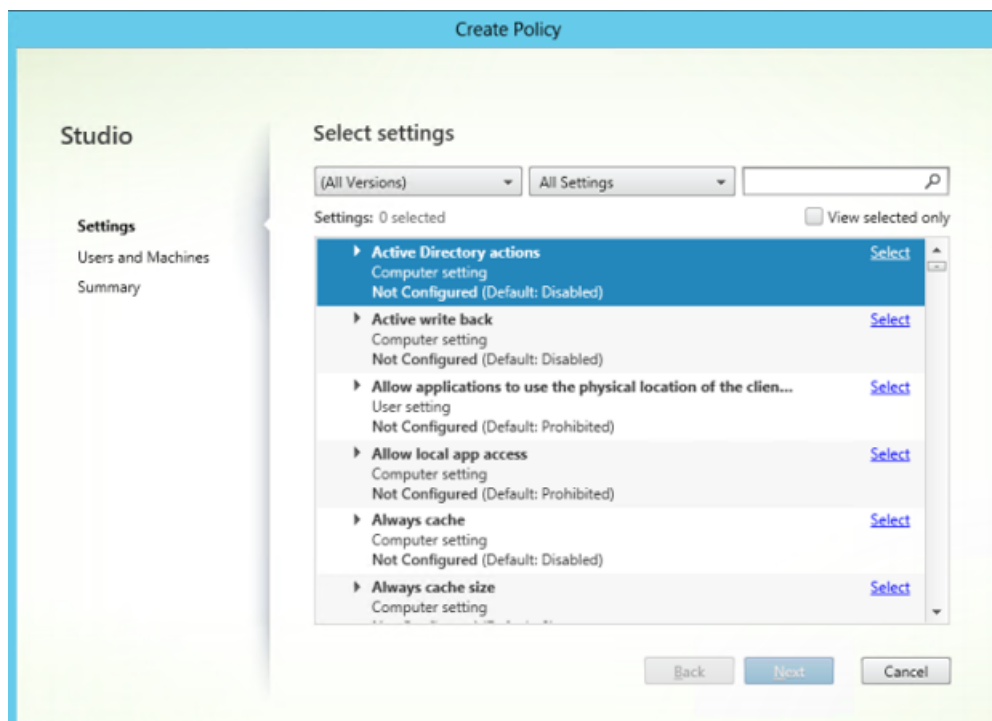 Create Policy
Studio
Settings
Users and Machines
Summary
Select settings
(All Versions)
All Settings
Settings: 0 selected
View selected only
Active Directory actions
Select
Computer setting
Not Configured (Default: Disabled)
Active write back
Select
Computer setting
Not Configured (Default: Disabled)
Allow applications to use the physical location of the clien...
Select
User setting
Not Configured (Default: Prohibited)
Allow local app access
Select
Computer setting
Not Configured (Default: Prohibited)
Always cache
Select
Computer setting
Not Configured (Default: Disabled)
Always cache size
Select
Computer setting
Back
Next
Cancel